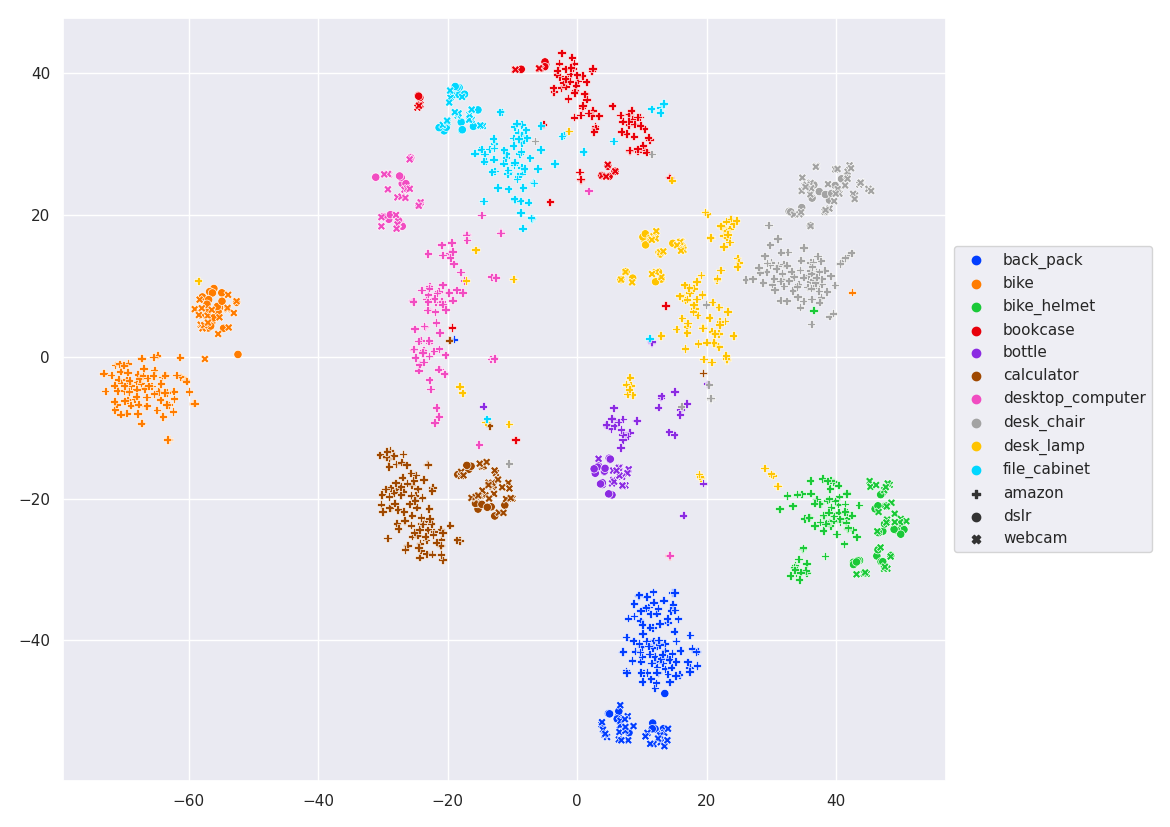 40
20
0
−20
−40
−60
−40
−20
0
20
40
back_pack
bike
bike_helmet
bookcase
bottle
calculator
desktop_computer
desk_chair
desk_lamp
file_cabinet
amazon
dslr
webcam